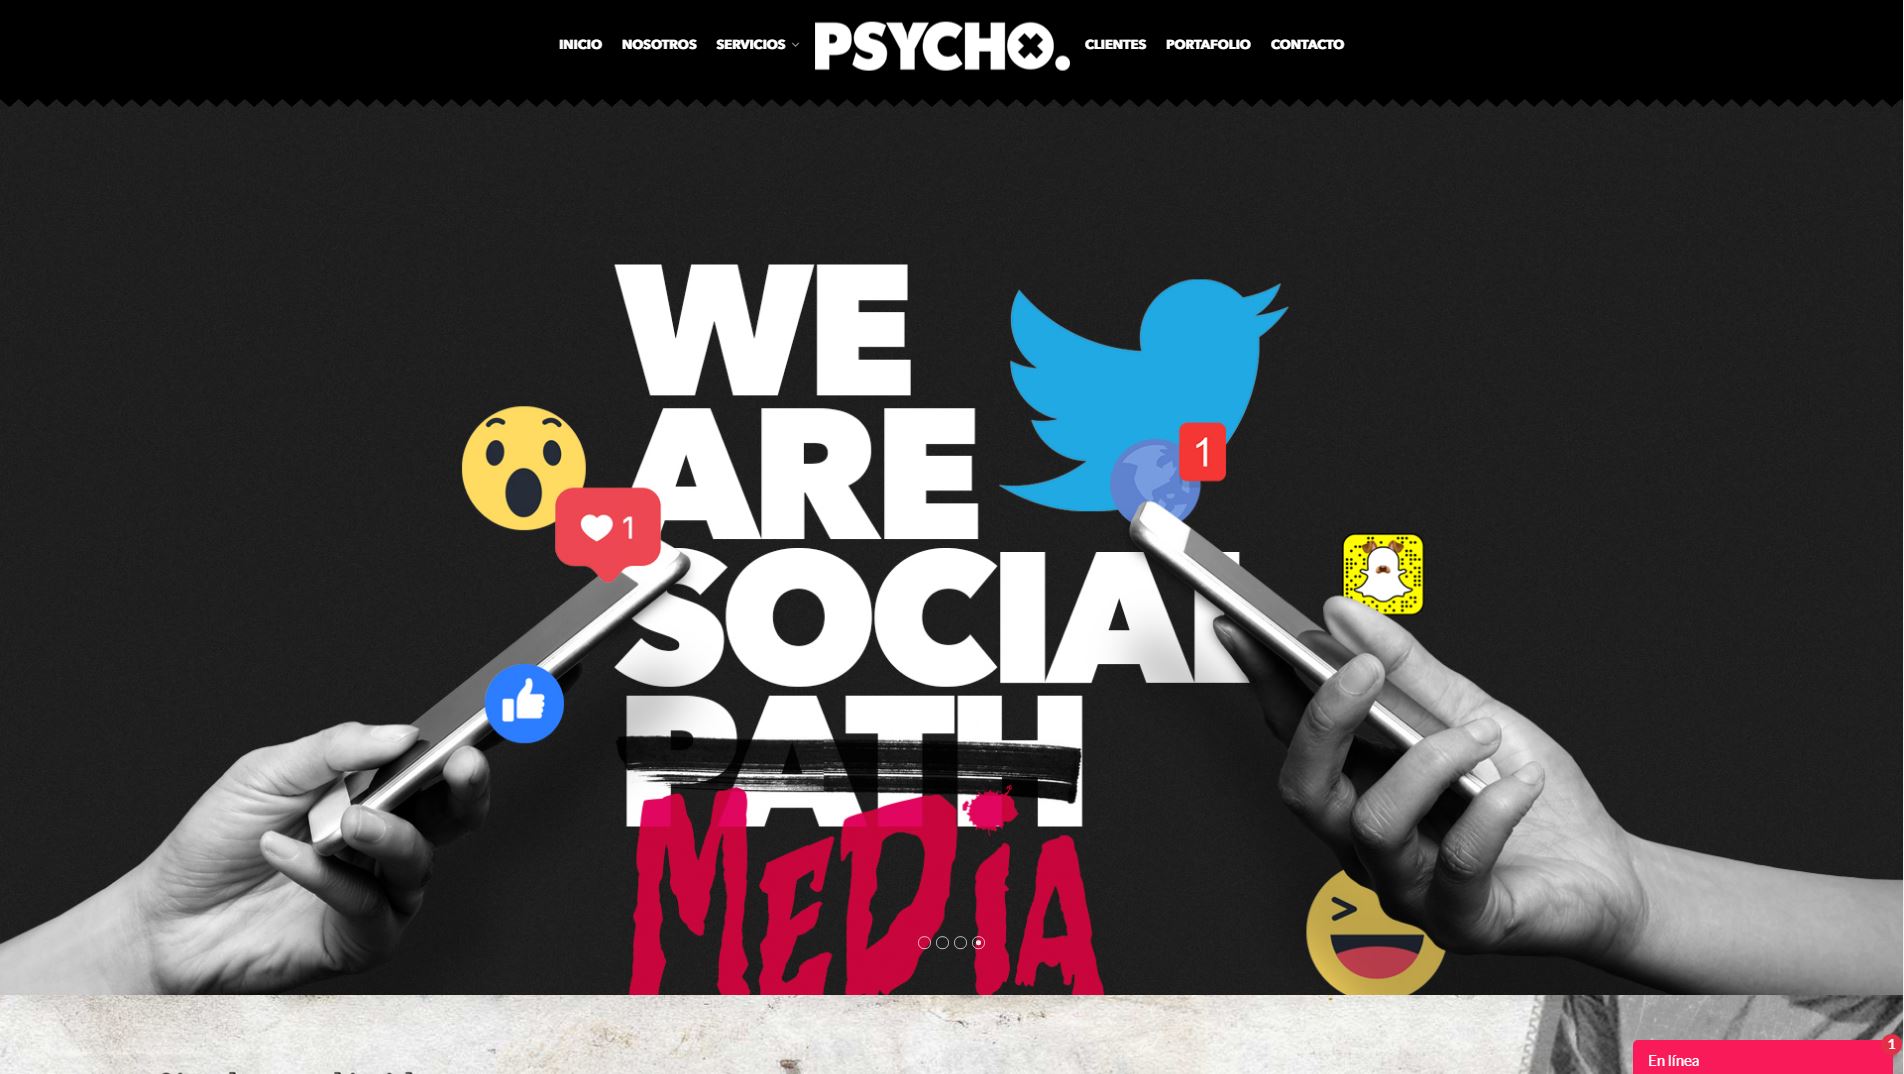 INICIO NOSOTROS SERVICIOS PSYCHO. CLIENTES PORTAFOLIO CONTACTO
WE
ARE
SOCIAL
PATH
MEDiA
1
1
En línea
1